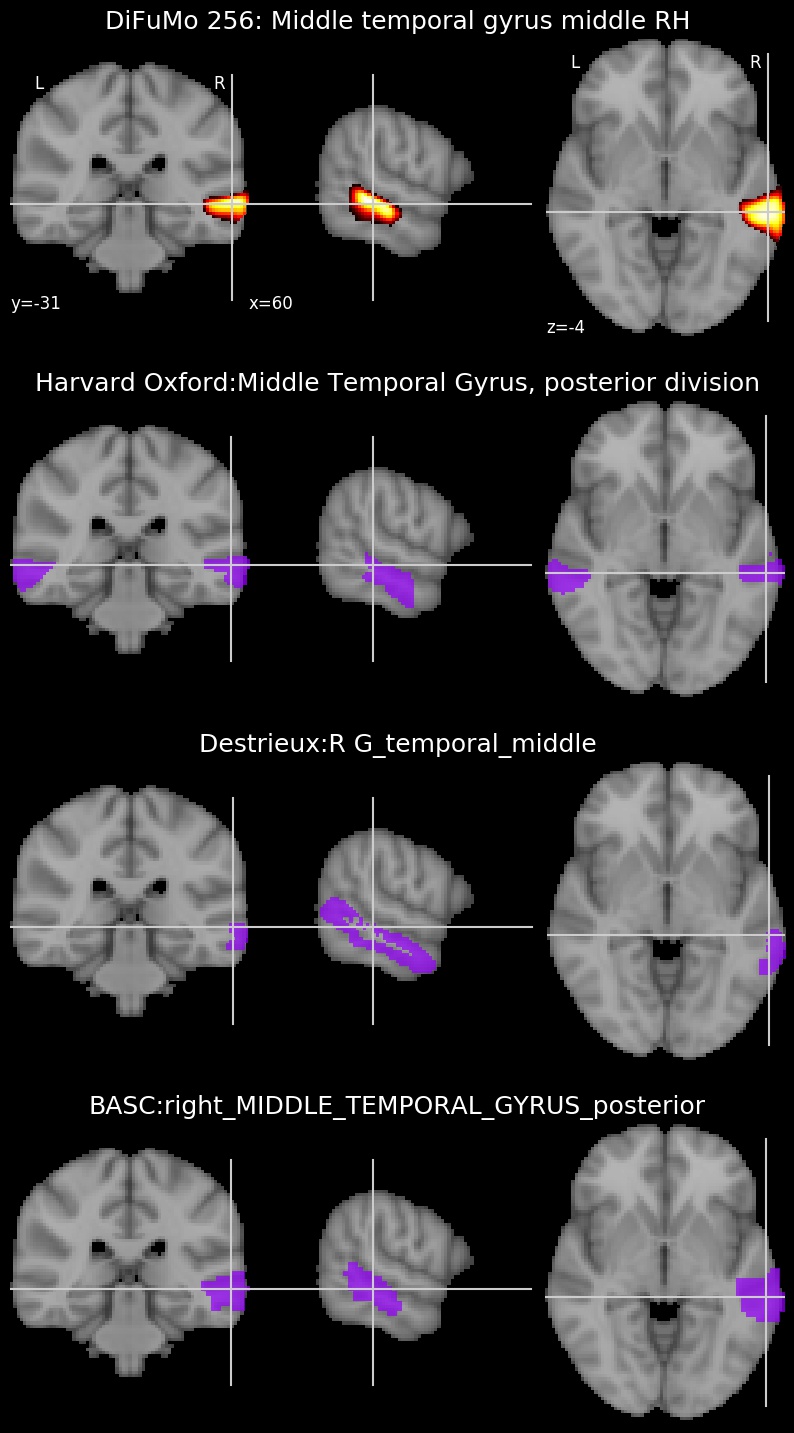 DiFuMo 256: Middle temporal gyrus middle RH
L R
L R
y=-31 x=60
z=-4
Harvard Oxford:Middle Temporal Gyrus, posterior division
Destrieux:R G_temporal_middle
BASC:right_MIDDLE_TEMPORAL_GYRUS_posterior